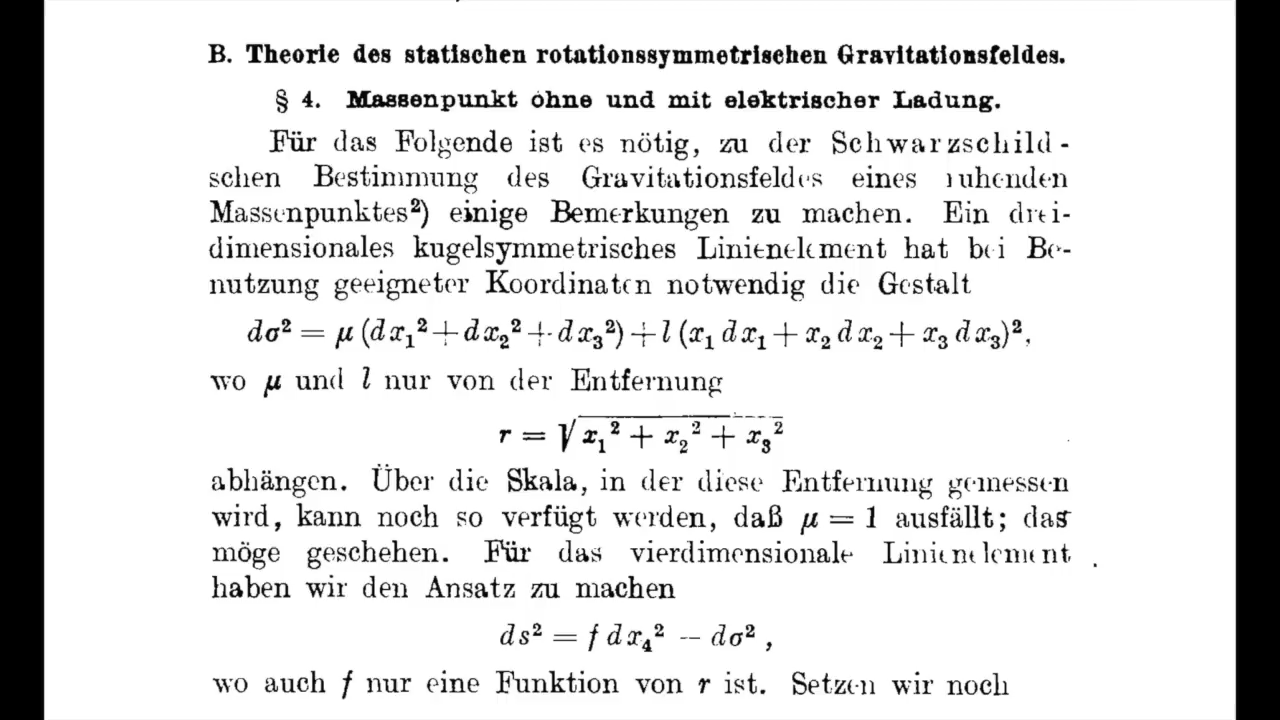 B. Theorie des statischen rotationssymmetrischen Gravitationsfeldes.
§ 4. Massenpunkt ohne und mit elektrischer Ladung.
Für das Folgende ist es nötig, zu der Schwarzschild-
schen Bestimmung des Gravitationsfeldes eines ruhenden
Massenpunktes²) einige Bemerkungen zu machen. Ein drei-
dimensionales kugelsymmetrisches Linienelement hat bei Be-
nutzung geeigneter Koordinaten notwendig die Gestalt
dσ² = μ (dx₁² + dx₂² + dx₃²) + l (x₁ dx₁ + x₂ dx₂ + x₃ dx₃)²,
wo μ und l nur von der Entfernung
r = √(x₁² + x₂² + x₃²)
abhängen. Über die Skala, in der diese Entfernung gemessen
wird, kann noch so verfügt werden, daß μ = 1 ausfällt; das
möge geschehen. Für das vierdimensionale Linienelement
haben wir den Ansatz zu machen
ds² = f dx₄² − dσ²,
wo auch f nur eine Funktion von r ist. Setzen wir noch